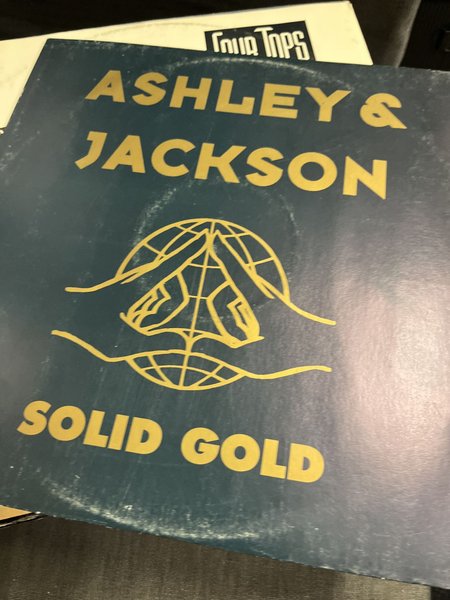 FOUR TOPS
ASHLEY &
JACKSON
SOLID GOLD